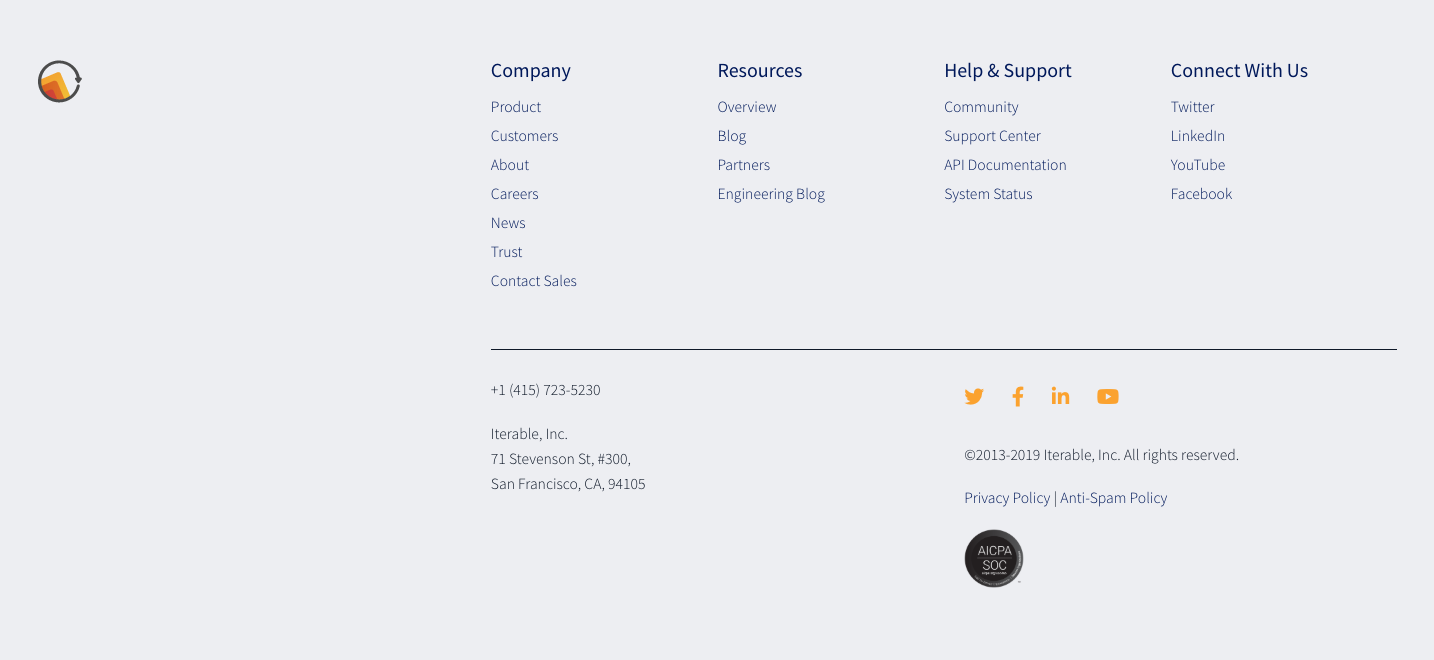 Company
Product
Customers
About
Careers
News
Trust
Contact Sales
Resources
Overview
Blog
Partners
Engineering Blog
Help & Support
Community
Support Center
API Documentation
System Status
Connect With Us
Twitter
LinkedIn
YouTube
Facebook
+1 (415) 723-5230
Iterable, Inc.
71 Stevenson St, #300,
San Francisco, CA, 94105
©2013-2019 Iterable, Inc. All rights reserved.
Privacy Policy | Anti-Spam Policy
AICPA
SOC